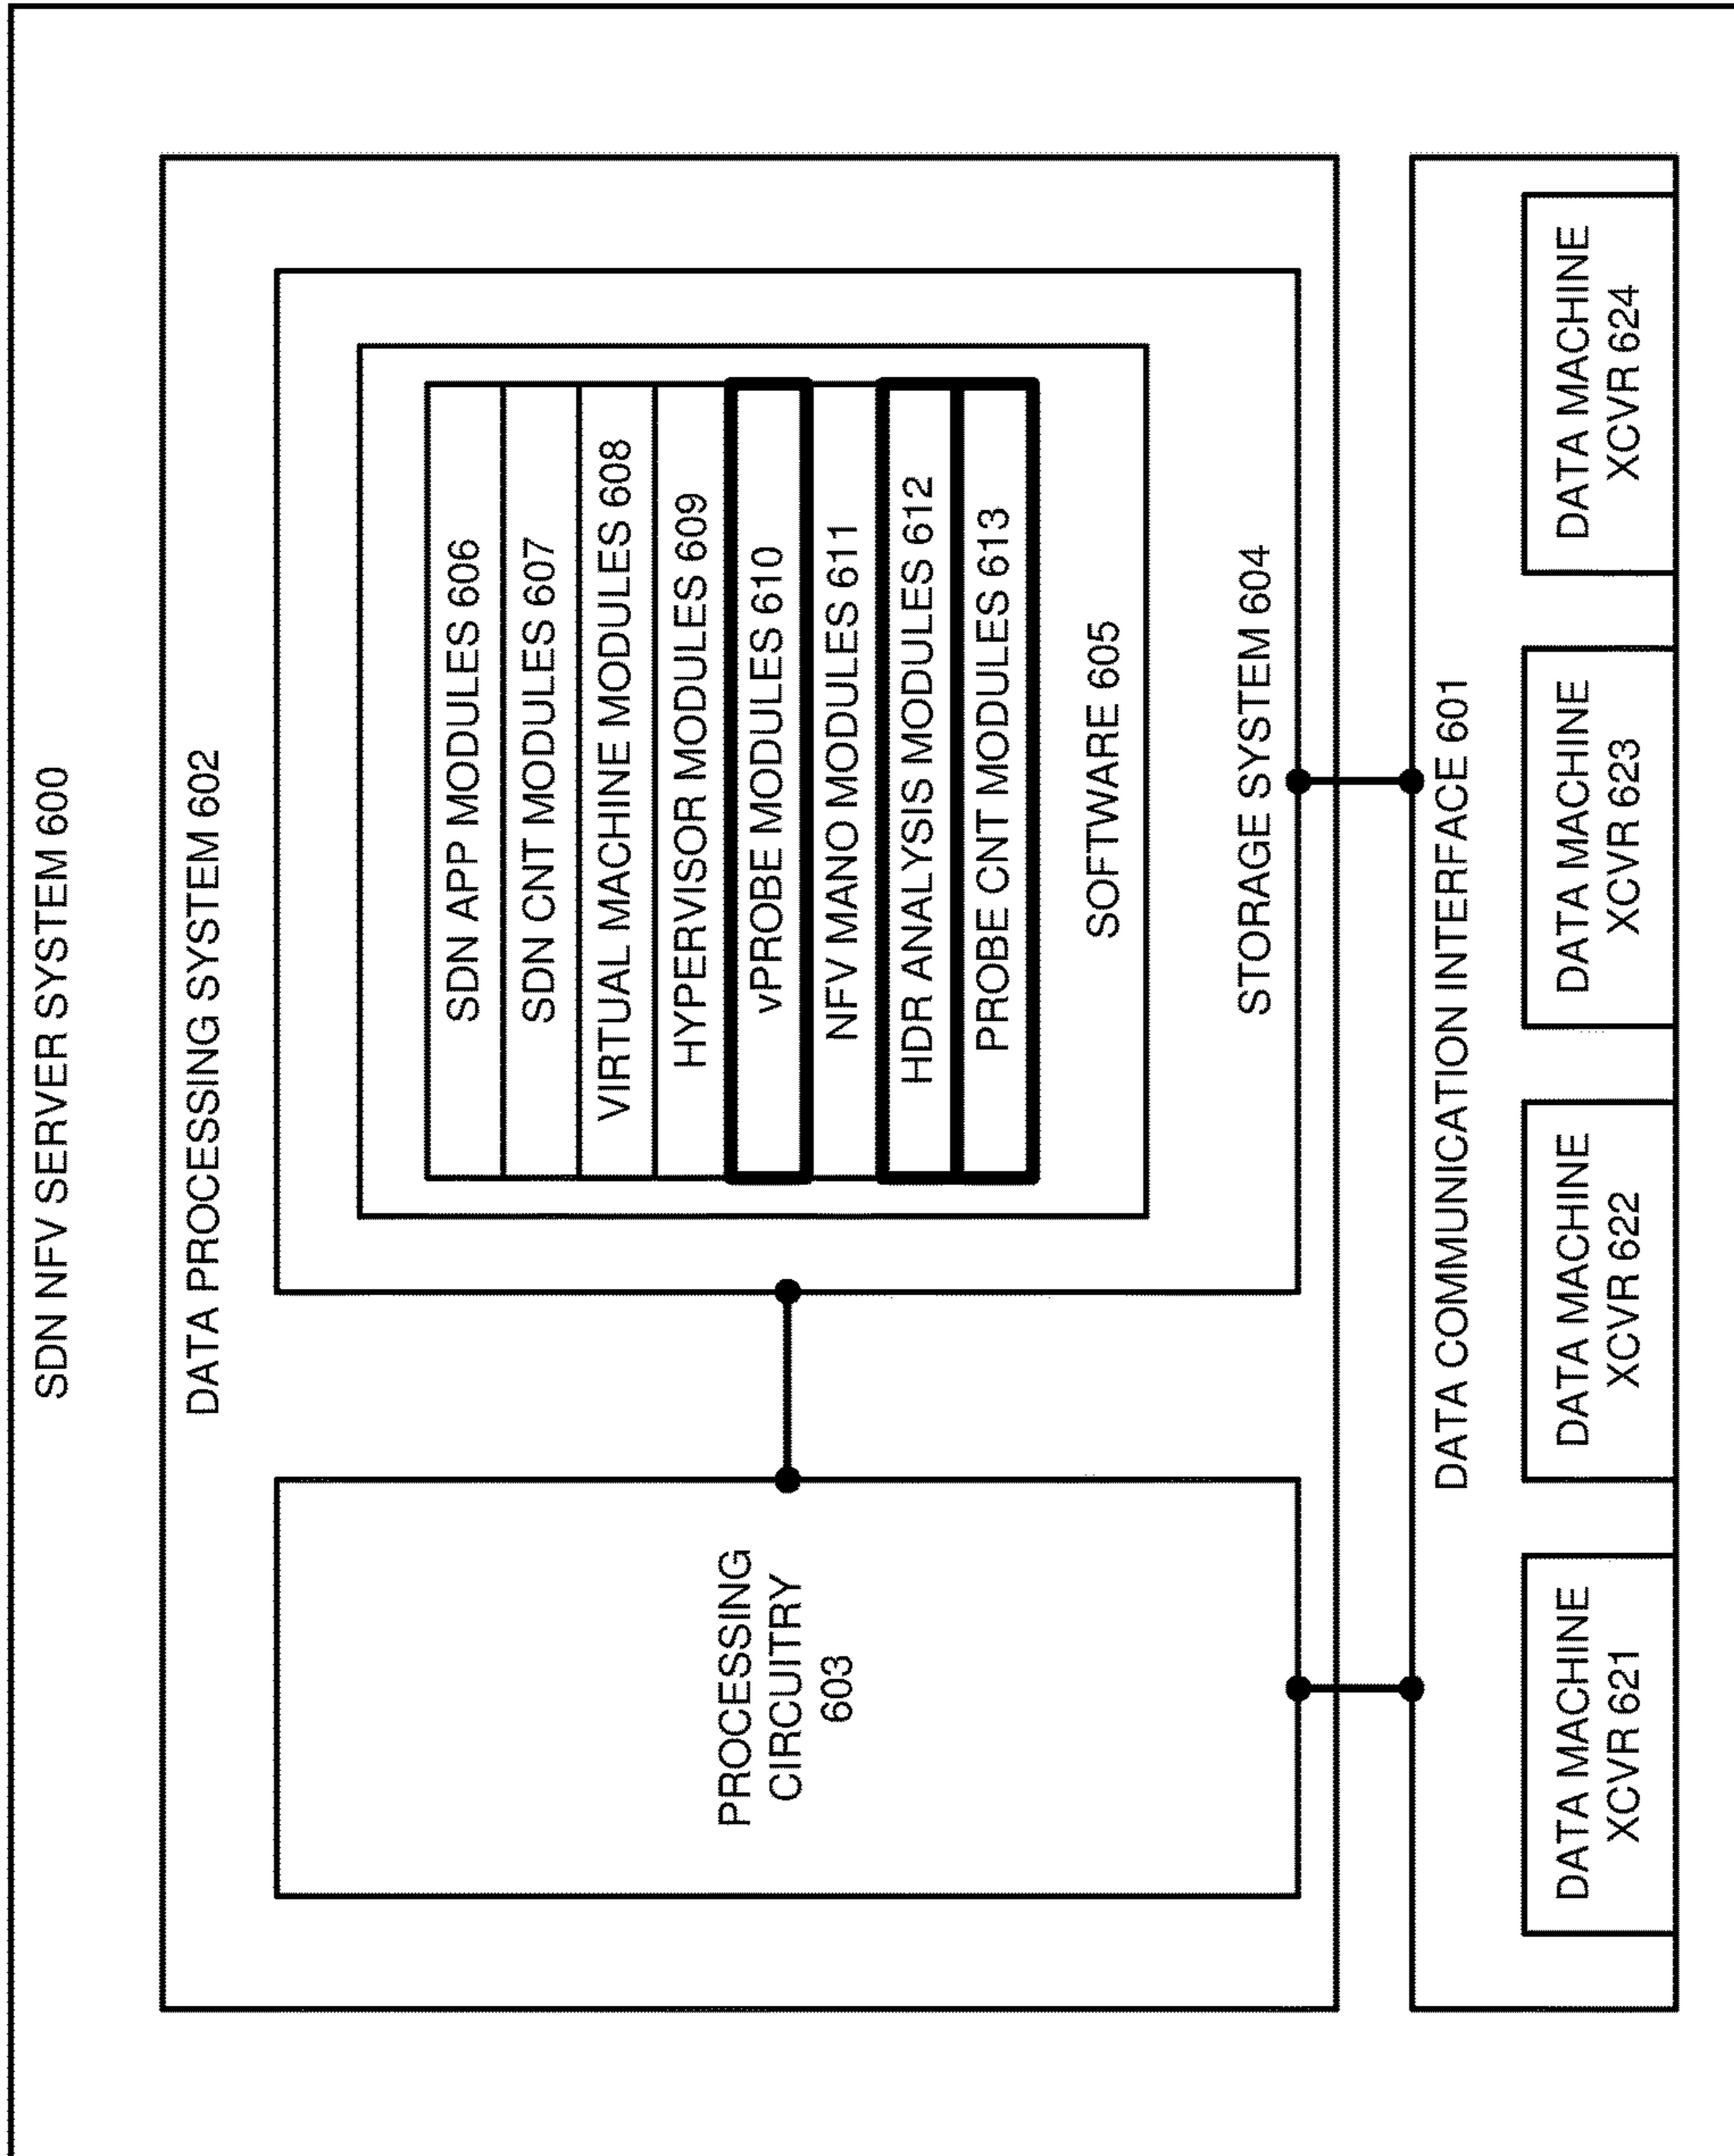 SDN NFV SERVER SYSTEM 600
DATA PROCESSING SYSTEM 602
PROCESSING
CIRCUITRY
603
SDN APP MODULES 606
SDN CNT MODULES 607
VIRTUAL MACHINE MODULES 608
HYPERVISOR MODULES 609
vPROBE MODULES 610
NFV MANO MODULES 611
HDR ANALYSIS MODULES 612
PROBE CNT MODULES 613
SOFTWARE 605
STORAGE SYSTEM 604
DATA COMMUNICATION INTERFACE 601
DATA MACHINE
XCVR 621
DATA MACHINE
XCVR 622
DATA MACHINE
XCVR 623
DATA MACHINE
XCVR 624